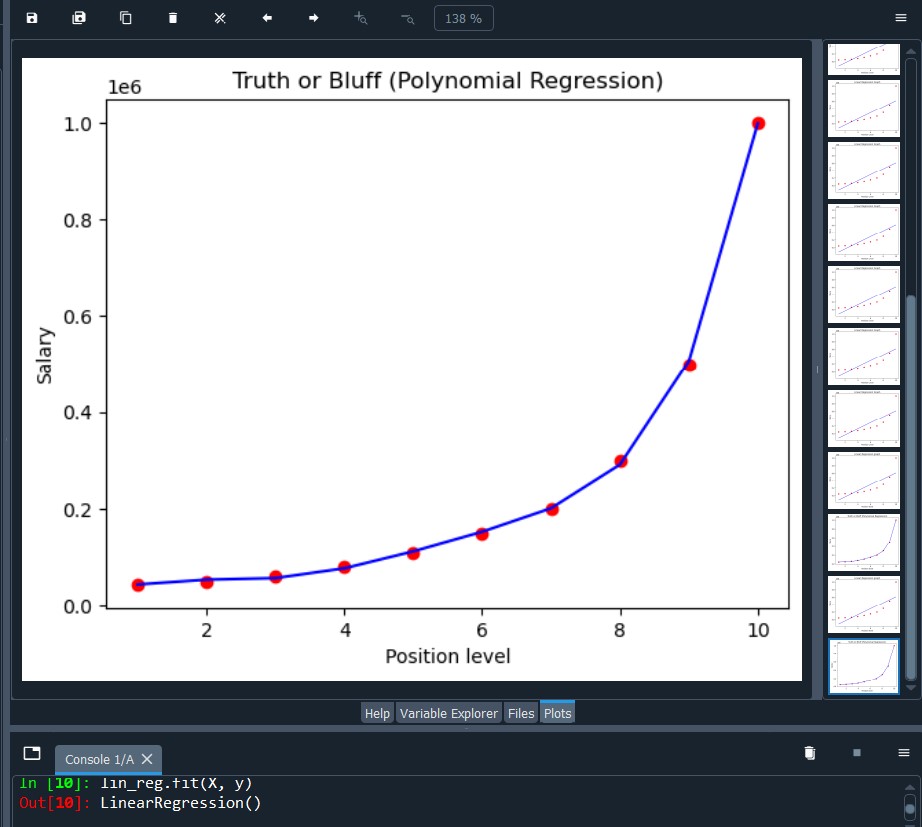 138 %
Truth or Bluff (Polynomial Regression)
1e6
1.0
0.8
0.6
0.4
0.2
0.0
Salary
2 4 6 8 10
Position level
Help Variable Explorer Files Plots
Console 1/A
In [10]: lin_reg.fit(X, y)
Out[10]: LinearRegression()